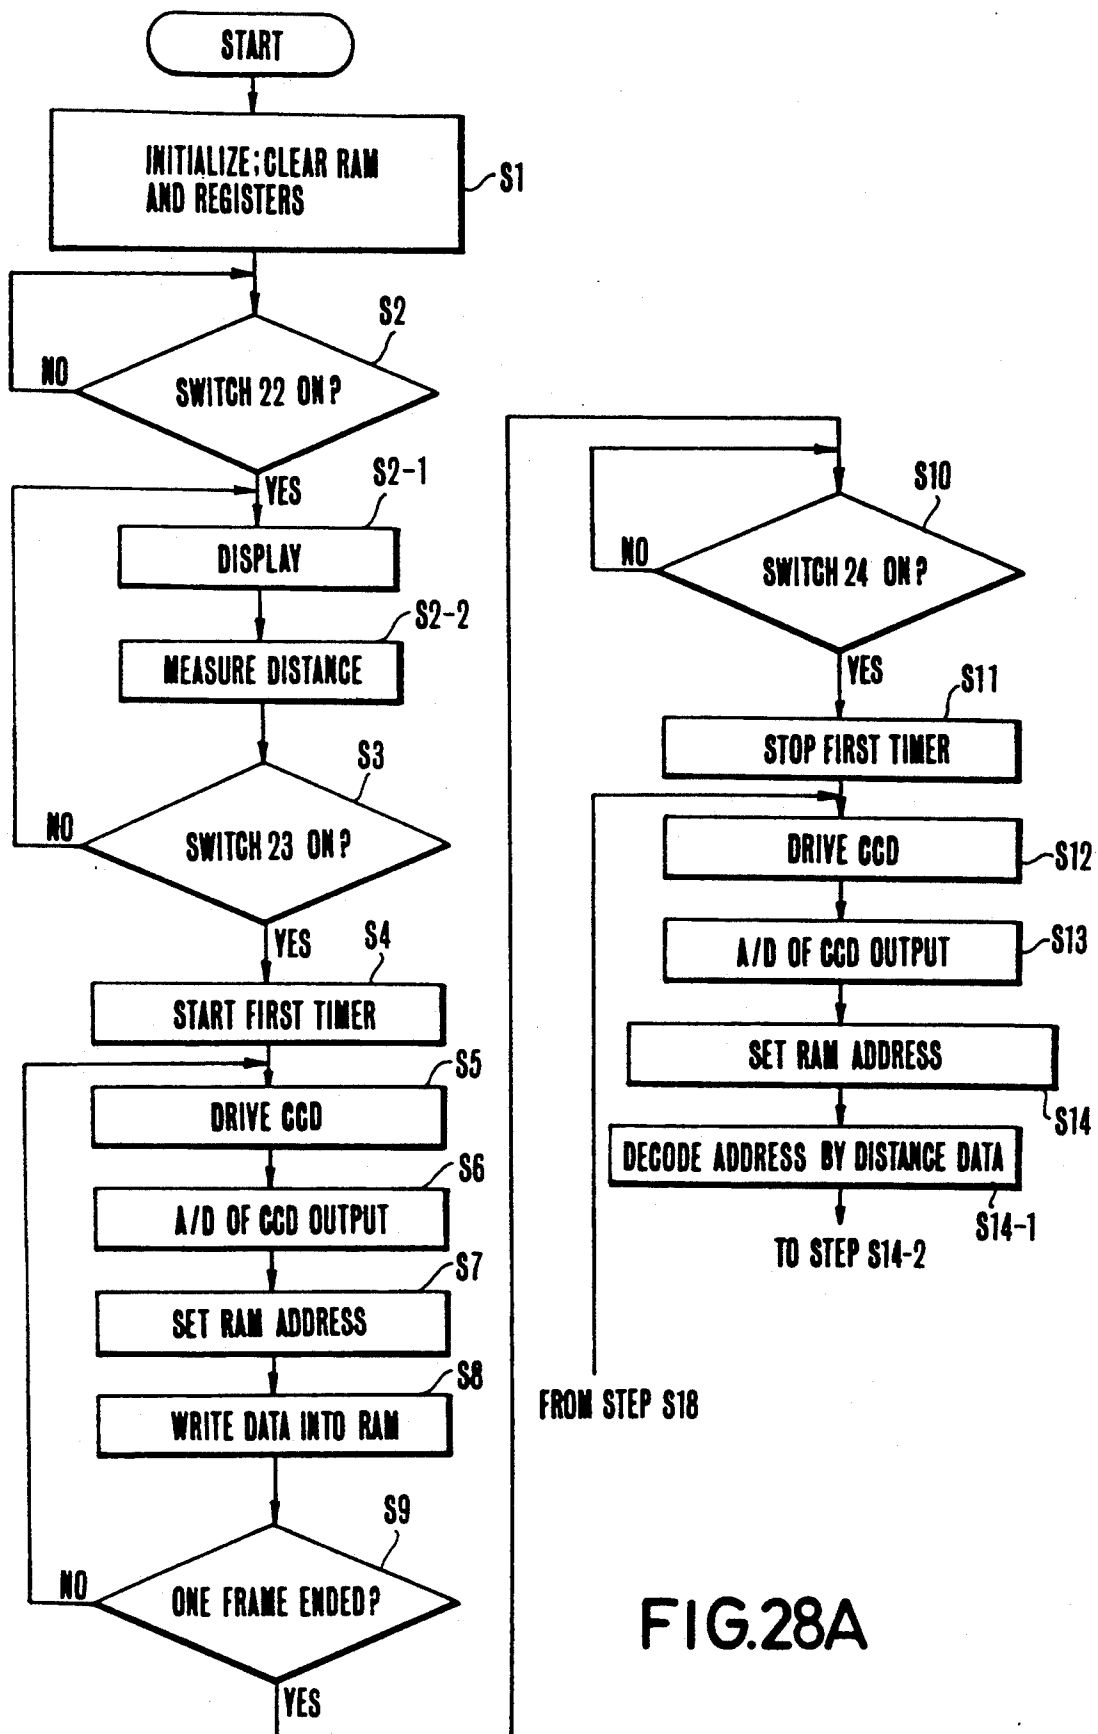 START
INITIALIZE; CLEAR RAM
AND REGISTERS
S1
S2
NO
SWITCH 22 ON?
YES
S2-1
DISPLAY
S2-2
MEASURE DISTANCE
S3
NO
SWITCH 23 ON?
YES
S4
START FIRST TIMER
S5
DRIVE CCD
S6
A/D OF CCD OUTPUT
S7
SET RAM ADDRESS
S8
WRITE DATA INTO RAM
S9
NO
ONE FRAME ENDED?
YES
S10
NO
SWITCH 24 ON?
YES
S11
STOP FIRST TIMER
DRIVE CCD
S12
A/D OF CCD OUTPUT
S13
SET RAM ADDRESS
S14
DECODE ADDRESS BY DISTANCE DATA
S14-1
TO STEP S14-2
FROM STEP S18
FIG.28A